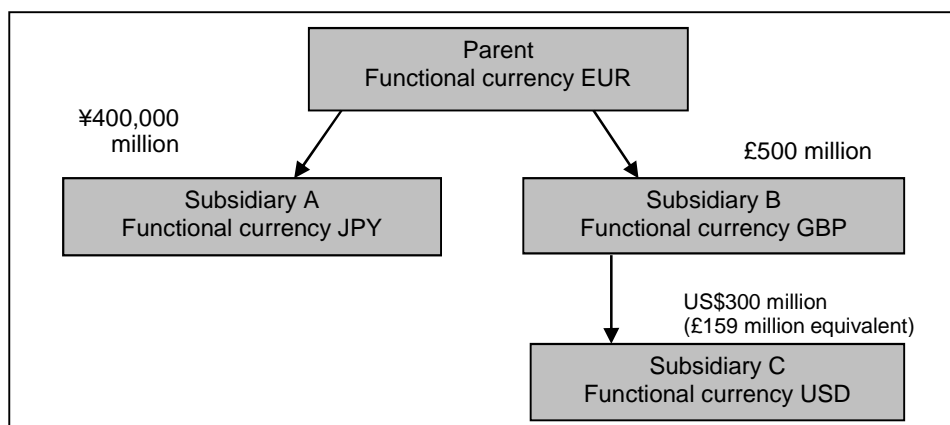 Parent
Functional currency EUR
¥400,000
million
£500 million
Subsidiary A
Functional currency JPY
Subsidiary B
Functional currency GBP
US$300 million
(£159 million equivalent)
Subsidiary C
Functional currency USD